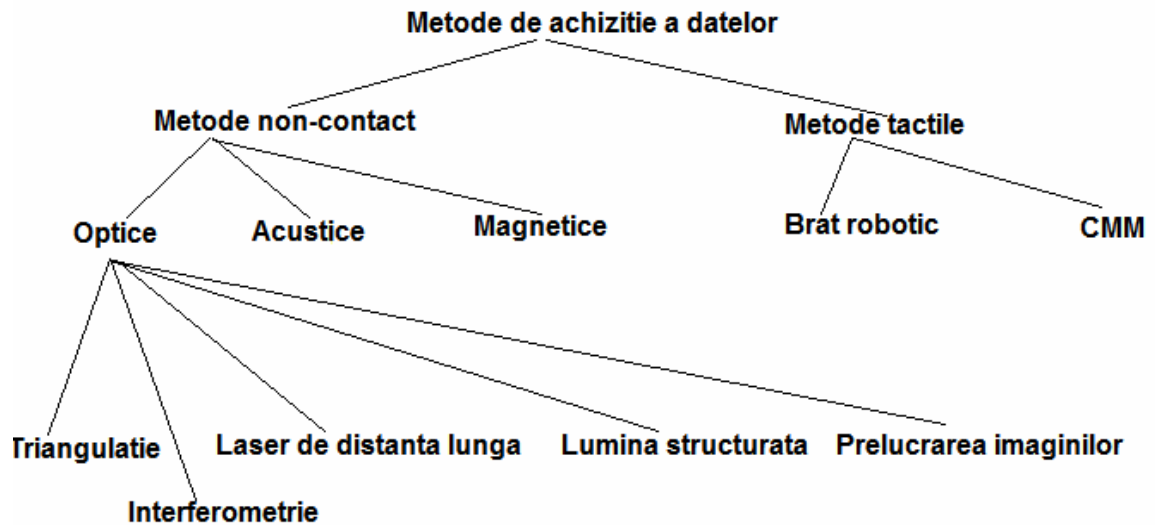 Metode de achizitie a datelor
Metode non-contact
Metode tactile
Optice
Acustice
Magnetice
Brat robotic
CMM
Triangulatie
Laser de distanta lunga
Lumina structurata
Prelucrarea imaginilor
Interferometrie